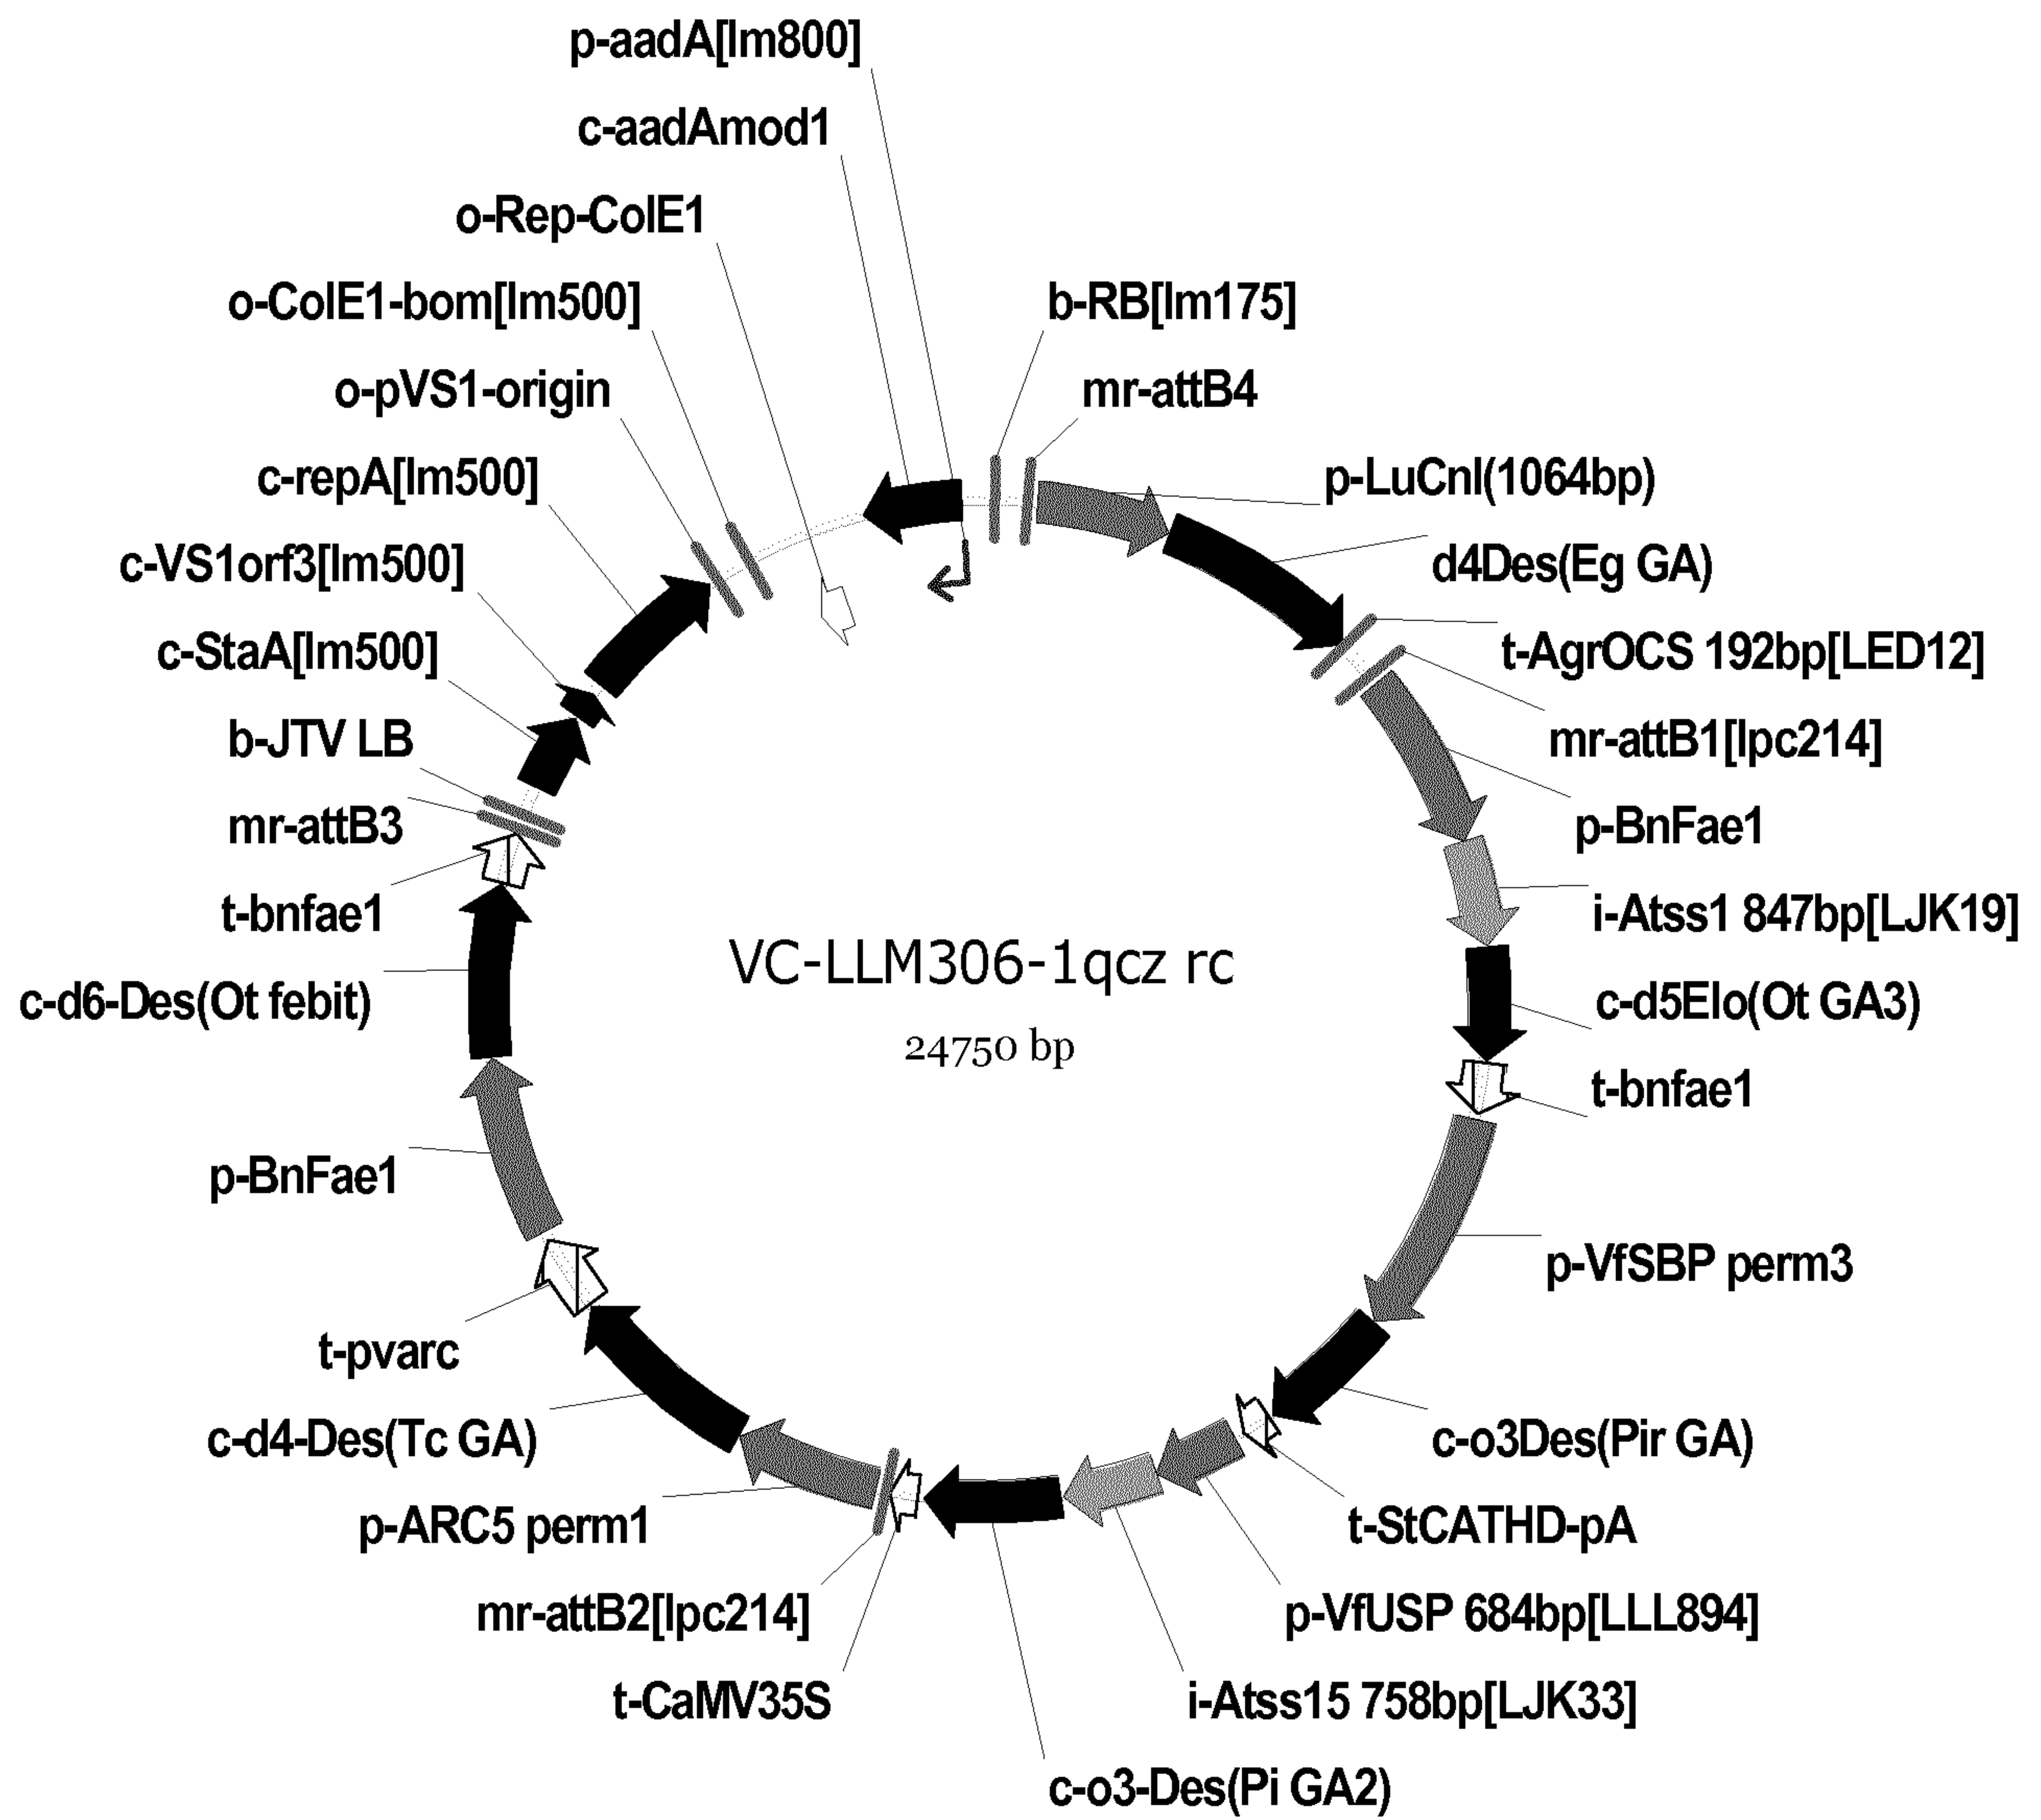 p-aadA[lm800]
c-aadAmod1
o-Rep-ColE1
o-ColE1-bom[lm500]
b-RB[lm175]
o-pVS1-origin
mr-attB4
c-repA[lm500]
p-LuCnl(1064bp)
c-VS1orf3[lm500]
d4Des(Eg GA)
c-StaA[lm500]
t-AgrOCS 192bp[LED12]
b-JTV LB
mr-attB1[lpc214]
mr-attB3
p-BnFae1
t-bnfae1
i-Atss1 847bp[LJK19]
VC-LLM306-1qcz rc
24750 bp
c-d6-Des(Ot febit)
c-d5Elo(Ot GA3)
t-bnfae1
p-BnFae1
p-VfSBP perm3
t-pvarc
c-d4-Des(Tc GA)
c-o3Des(Pir GA)
p-ARC5 perm1
t-StCATHD-pA
mr-attB2[lpc214]
p-VfUSP 684bp[LLL894]
t-CaMV35S
i-Atss15 758bp[LJK33]
c-o3-Des(Pi GA2)